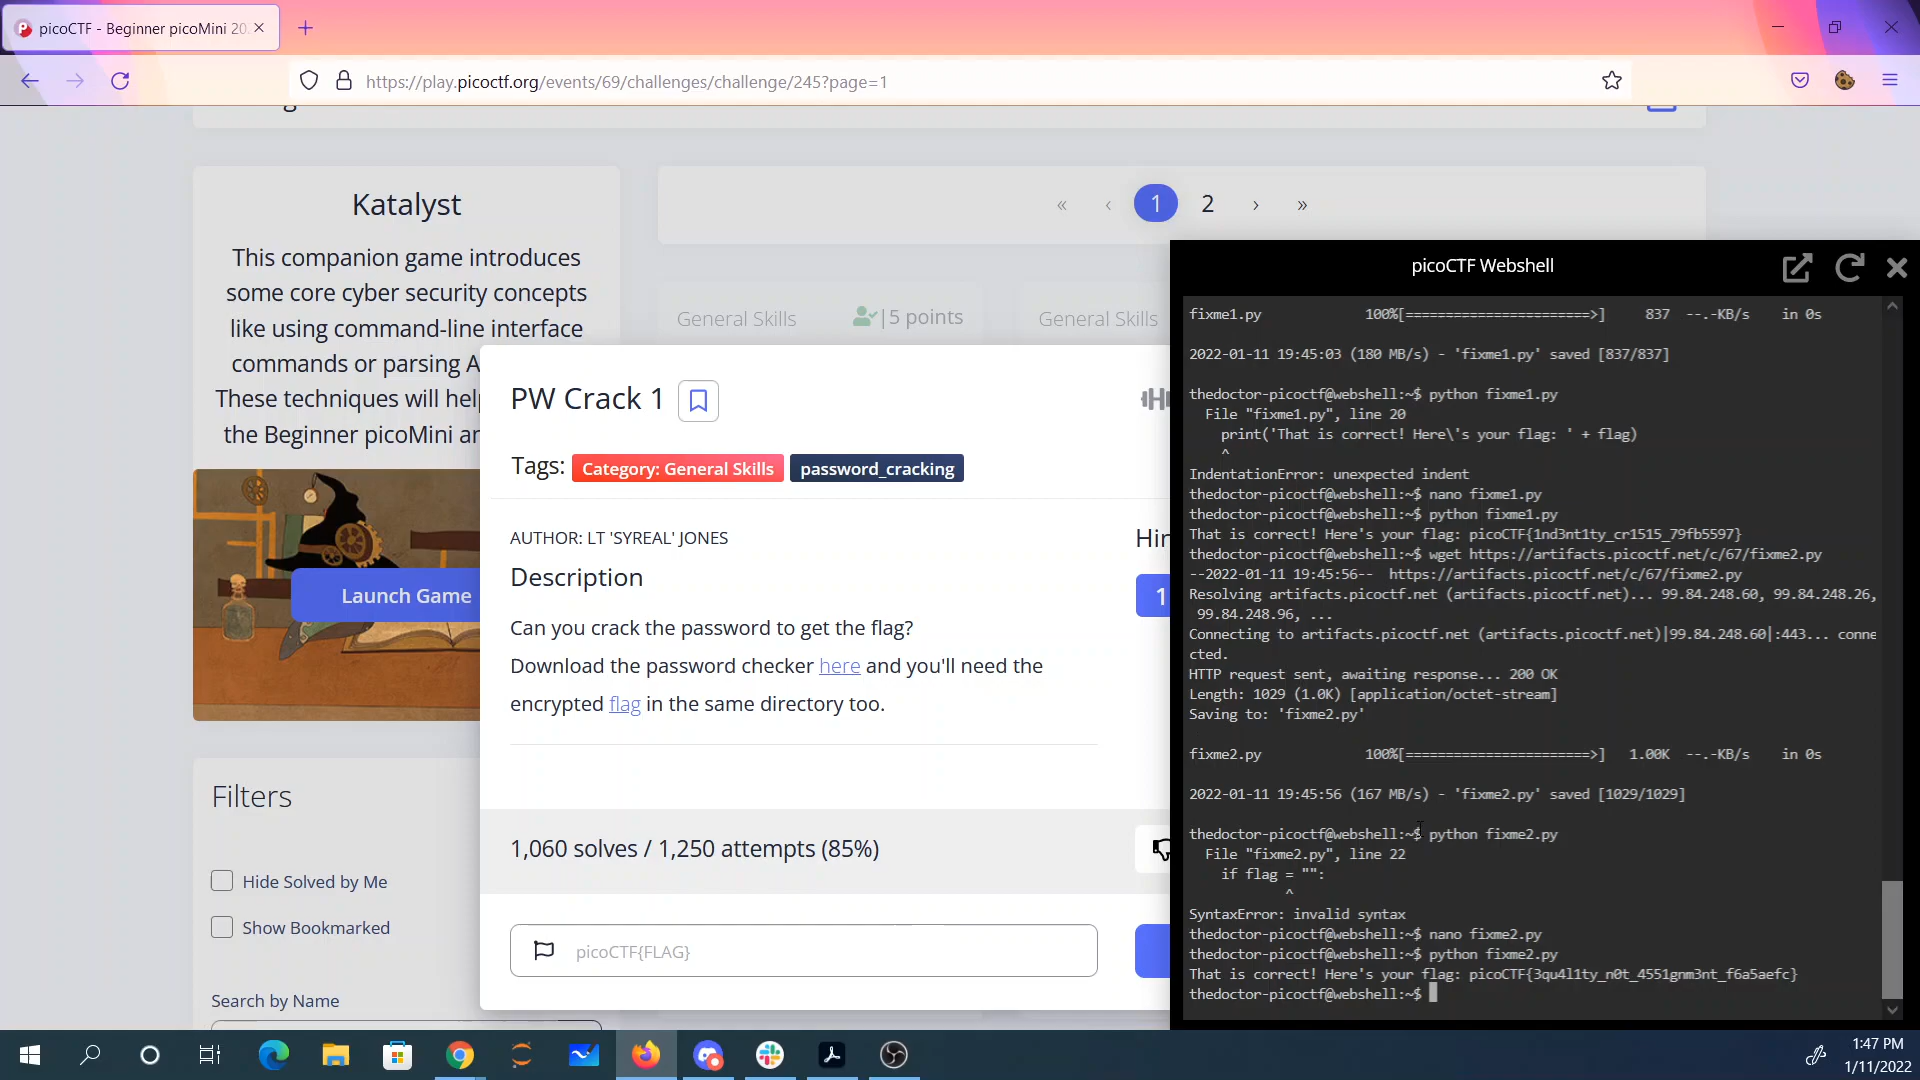 picoCTF - Beginner picoMini 20
https://play.picoctf.org/events/69/challenges/challenge/245?page=1
Katalyst
This companion game introduces
some core cyber security concepts
like using command-line interface
commands or parsing A
These techniques will hel
the Beginner picoMini a
Launch Game
Filters
Hide Solved by Me
Show Bookmarked
Search by Name
« ‹ 1 2 › »
General Skills
|5 points
General Skills
PW Crack 1
Tags: Category: General Skills password_cracking
AUTHOR: LT 'SYREAL' JONES
Description
Can you crack the password to get the flag?
Download the password checker here and you'll need the
encrypted flag in the same directory too.
Hin
1
1,060 solves / 1,250 attempts (85%)
picoCTF{FLAG}
picoCTF Webshell
fixme1.py 100%[=======================>] 837 --.-KB/s in 0s
2022-01-11 19:45:03 (180 MB/s) - 'fixme1.py' saved [837/837]
thedoctor-picoctf@webshell:~$ python fixme1.py
File "fixme1.py", line 20
print('That is correct! Here\'s your flag: ' + flag)
^
IndentationError: unexpected indent
thedoctor-picoctf@webshell:~$ nano fixme1.py
thedoctor-picoctf@webshell:~$ python fixme1.py
That is correct! Here's your flag: picoCTF{1nd3nt1ty_cr1515_79fb5597}
thedoctor-picoctf@webshell:~$ wget https://artifacts.picoctf.net/c/67/fixme2.py
--2022-01-11 19:45:56-- https://artifacts.picoctf.net/c/67/fixme2.py
Resolving artifacts.picoctf.net (artifacts.picoctf.net)... 99.84.248.60, 99.84.248.26,
99.84.248.96, ...
Connecting to artifacts.picoctf.net (artifacts.picoctf.net)|99.84.248.60|:443... conne
cted.
HTTP request sent, awaiting response... 200 OK
Length: 1029 (1.0K) [application/octet-stream]
Saving to: 'fixme2.py'
fixme2.py 100%[=======================>] 1.00K --.-KB/s in 0s
2022-01-11 19:45:56 (167 MB/s) - 'fixme2.py' saved [1029/1029]
thedoctor-picoctf@webshell:~$ python fixme2.py
File "fixme2.py", line 22
if flag = "":
^
SyntaxError: invalid syntax
thedoctor-picoctf@webshell:~$ nano fixme2.py
thedoctor-picoctf@webshell:~$ python fixme2.py
That is correct! Here's your flag: picoCTF{3qu4l1ty_n0t_4551gnm3nt_f6a5aefc}
thedoctor-picoctf@webshell:~$
1:47 PM
1/11/2022